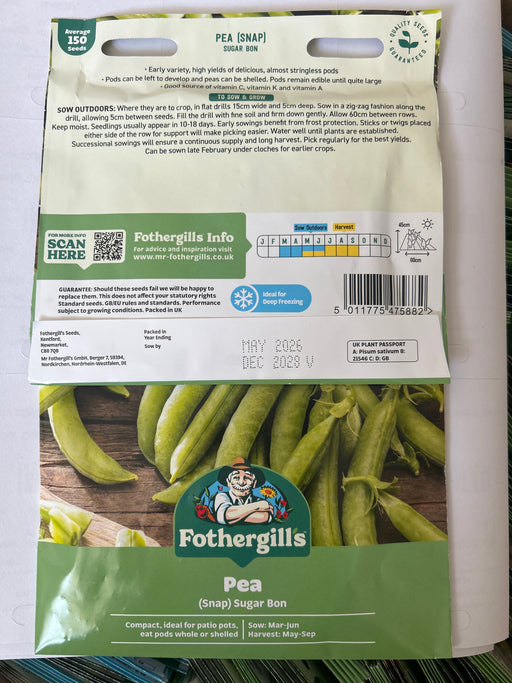 Average
150
Seeds
PEA (SNAP)
SUGAR BON
• QUALITY SEEDS •
GUARANTEED
• Early variety, high yields of delicious, almost stringless pods
• Pods can be left to develop and peas can be shelled. Pods remain edible until quite large
• Good source of vitamin C, vitamin K and vitamin A
TO SOW & GROW
SOW OUTDOORS: Where they are to crop, in flat drills 15cm wide and 5cm deep. Sow in a zig-zag fashion along the
drill, allowing 5cm between seeds. Fill the drill with fine soil and firm down gently. Allow 60cm between rows.
Keep moist. Seedlings usually appear in 10-18 days. Early sowings benefit from frost protection. Sticks or twigs placed
either side of the row for support will make picking easier. Water well until plants are established.
Successional sowings will ensure a continuous supply and long harvest. Pick regularly for the best yields.
Can be sown late February under cloches for earlier crops.
FOR MORE INFO
SCAN
HERE
Fothergills Info
For advice and inspiration visit
www.mr-fothergills.co.uk
Sow Outdoors Harvest
J F M A M J J A S O N D
45cm
60cm
GUARANTEE: Should these seeds fail we will be happy to
replace them. This does not affect your statutory rights
Standard seeds. GB/EU rules and standards. Performance
subject to growing conditions. Packed in UK
Ideal for
Deep Freezing
5 011775 475882 >
Fothergill's Seeds,
Kentford,
Newmarket,
CB8 7QB
Mr Fothergill's GmbH, Berger 7, 59394,
Nordkirchen, Nordrhein-Westfalen, DE
Packed in
Year Ending
Sow by
MAY 2026
DEC 2028 V
UK PLANT PASSPORT
A: Pisum sativum B:
21546 C: D: GB
Fothergill's
Pea
(Snap) Sugar Bon
Compact, ideal for patio pots,
eat pods whole or shelled
Sow: Mar-Jun
Harvest: May-Sep